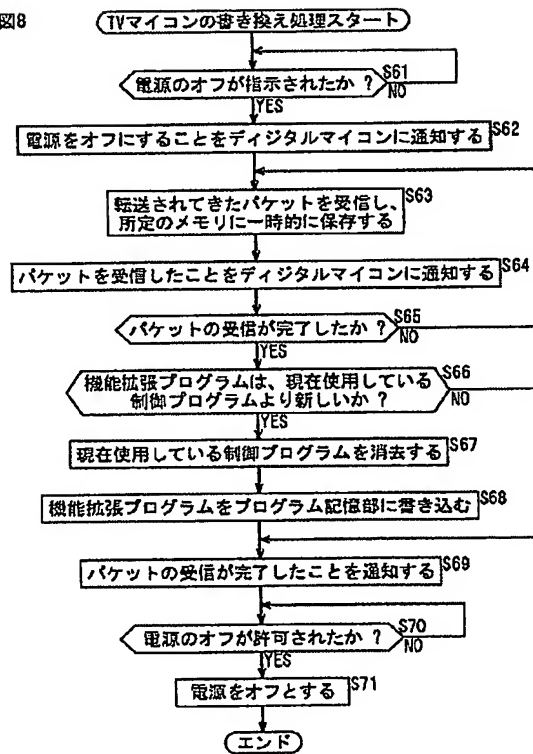 図8
TVマイコンの書き換え処理スタート
電源のオフが指示されたか ?
S61
NO
YES
電源をオフにすることをディジタルマイコンに通知する
S62
転送されてきたパケットを受信し、
所定のメモリに一時的に保存する
S63
パケットを受信したことをディジタルマイコンに通知する
S64
パケットの受信が完了したか ?
S65
NO
YES
機能拡張プログラムは、現在使用している
制御プログラムより新しいか ?
S66
NO
YES
現在使用している制御プログラムを消去する
S67
機能拡張プログラムをプログラム記憶部に書き込む
S68
パケットの受信が完了したことを通知する
S69
電源のオフが許可されたか ?
S70
NO
YES
電源をオフとする
S71
エンド